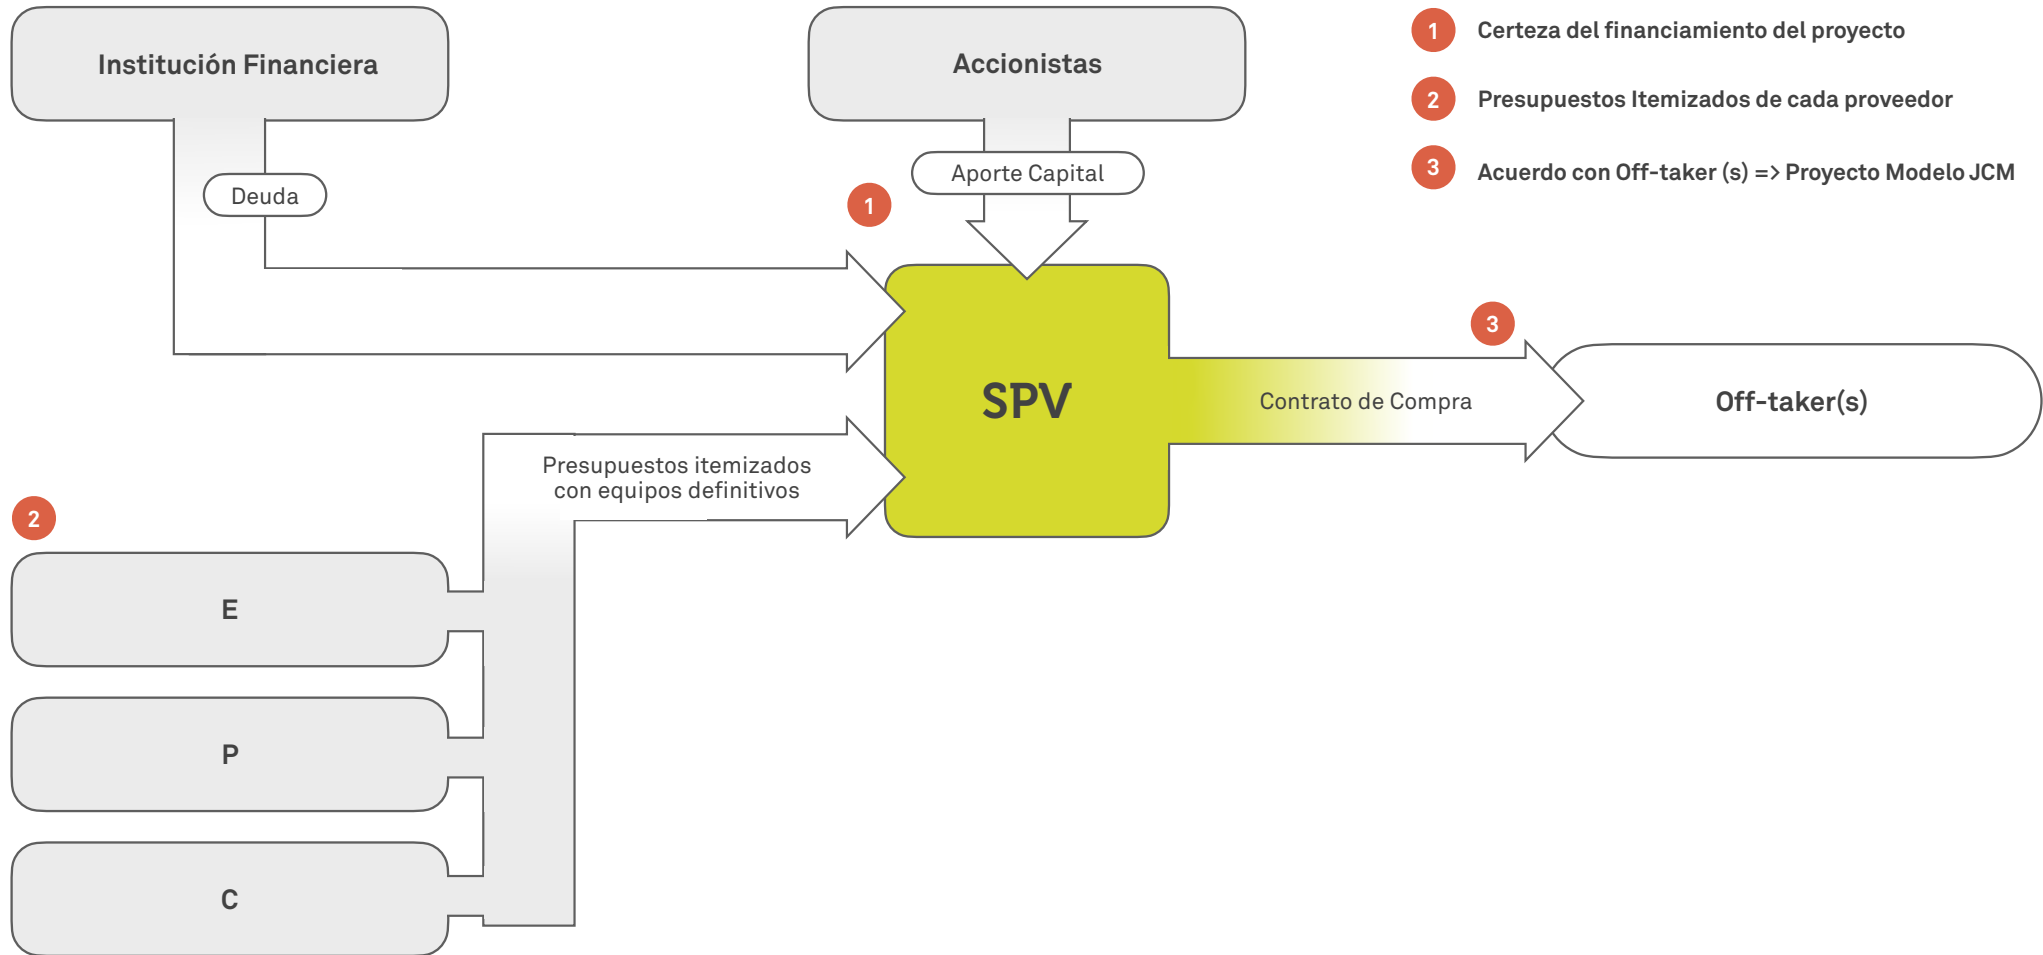 Institución Financiera
Accionistas
1 Certeza del financiamiento del proyecto
2 Presupuestos Itemizados de cada proveedor
3 Acuerdo con Off-taker (s) => Proyecto Modelo JCM
Deuda
Aporte Capital
1
SPV
3
Contrato de Compra
Off-taker(s)
Presupuestos itemizados
con equipos definitivos
2
E
P
C